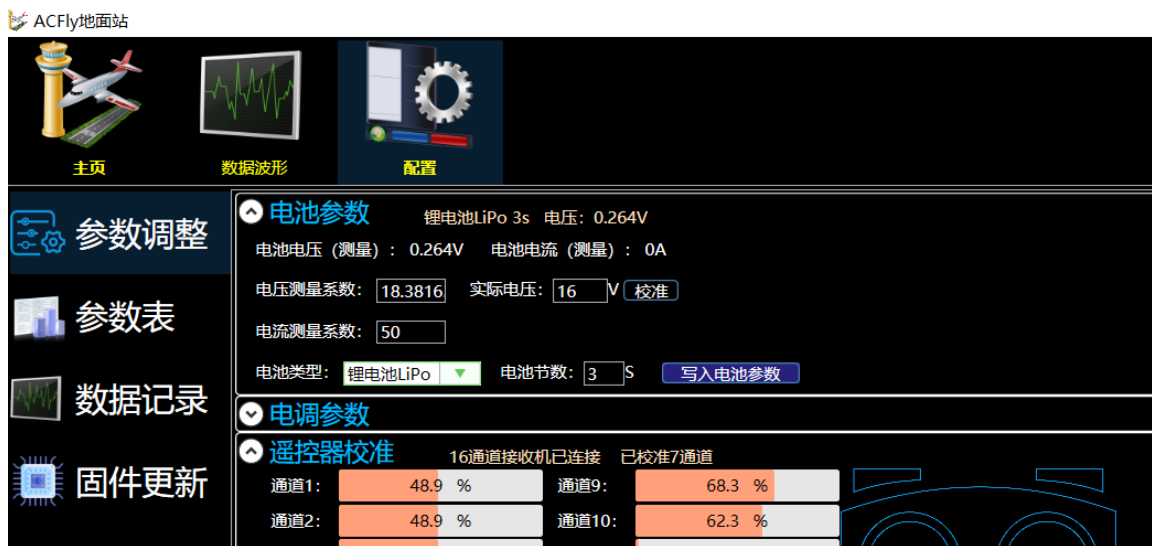 ACFly地面站
主页 数据波形 配置
参数调整
参数表
数据记录
固件更新
电池参数 锂电池LiPo 3s 电压：0.264V
电池电压（测量）：0.264V 电池电流（测量）：0A
电压测量系数：18.3816 实际电压：16 V 校准
电流测量系数：50
电池类型：锂电池LiPo 电池节数：3 S 写入电池参数
电调参数
遥控器校准 16通道接收机已连接 已校准7通道
通道1: 48.9 % 通道9: 68.3 %
通道2: 48.9 % 通道10: 62.3 %